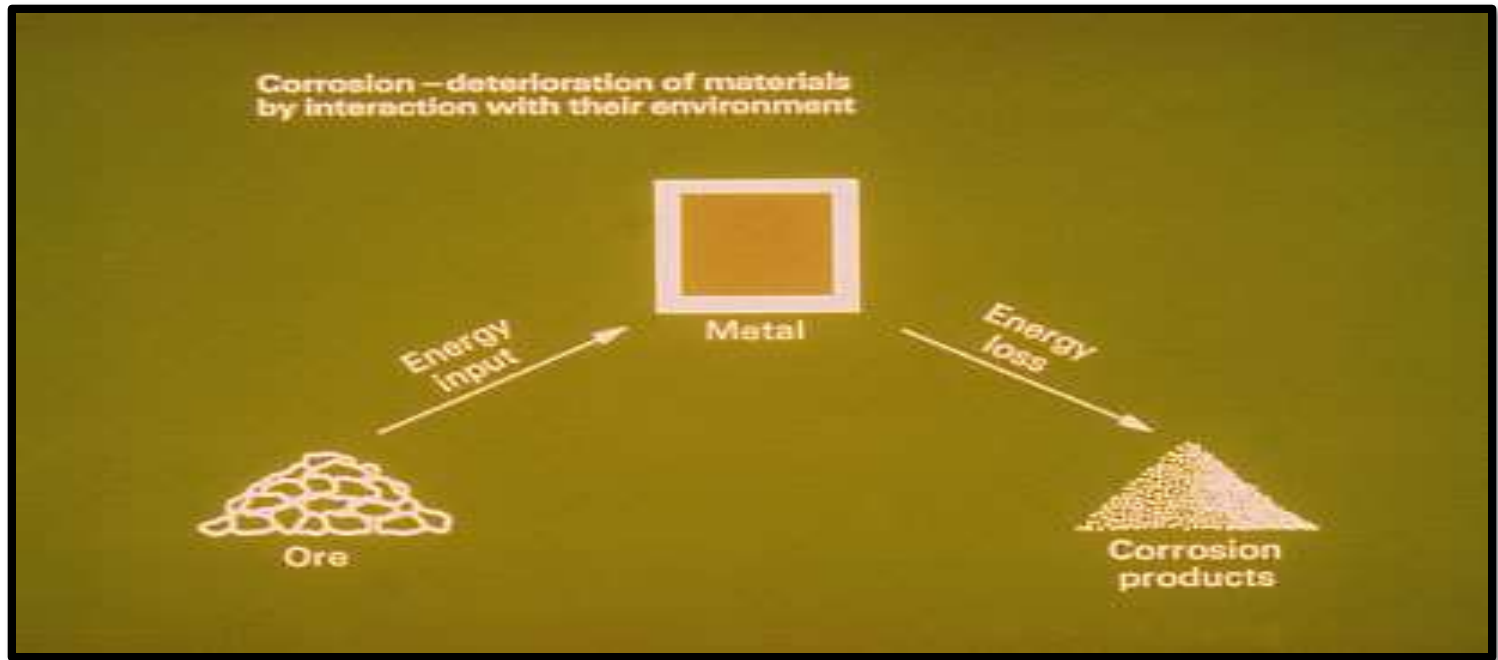 Corrosion – deterioration of materials
by interaction with their environment
Metal
Energy
input
Energy
loss
Ore
Corrosion
products